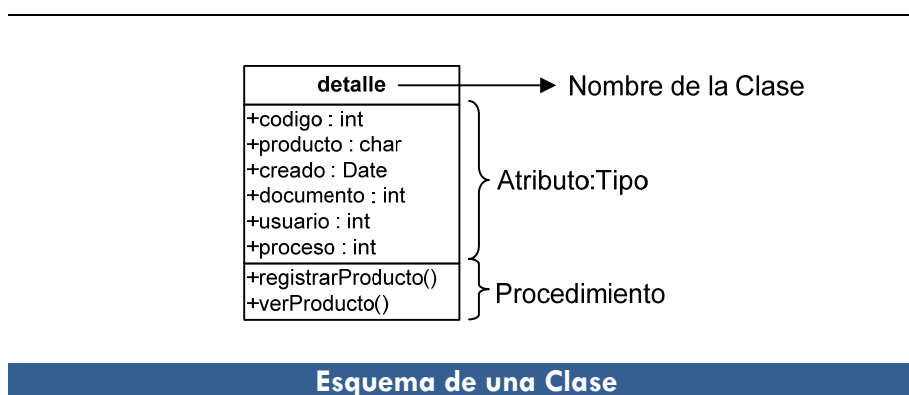 detalle
Nombre de la Clase
+codigo : int
+producto : char
+creado : Date
+documento : int
+usuario : int
+proceso : int
Atributo:Tipo
+registrarProducto()
+verProducto()
Procedimiento
Esquema de una Clase